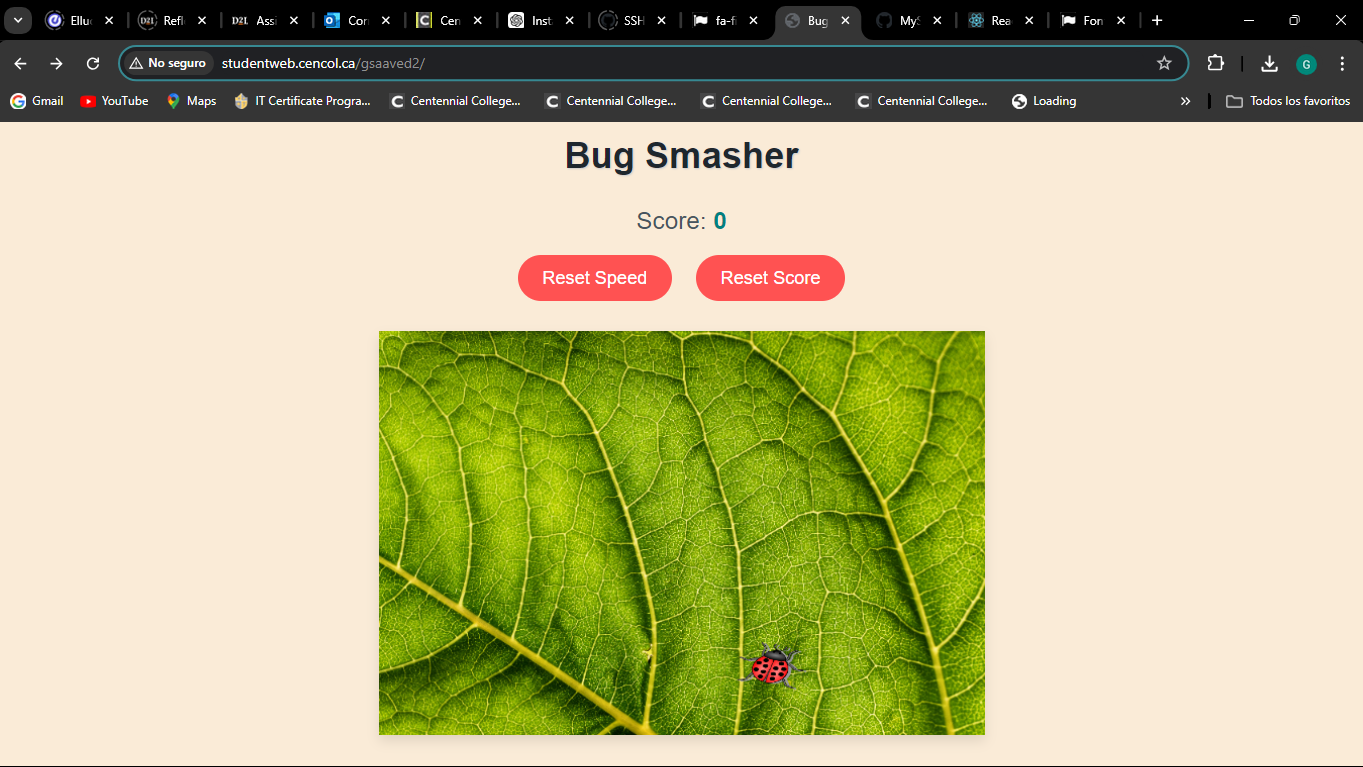 Ellu Refl Assi Cor Cen Inst SSH fa-fi Bug MyS Rea Fon
No seguro studentweb.cencol.ca/gsaaved2/ G
Gmail YouTube Maps IT Certificate Progra... Centennial College... Centennial College... Centennial College... Centennial College... Loading » Todos los favoritos
Bug Smasher
Score: 0
Reset Speed Reset Score